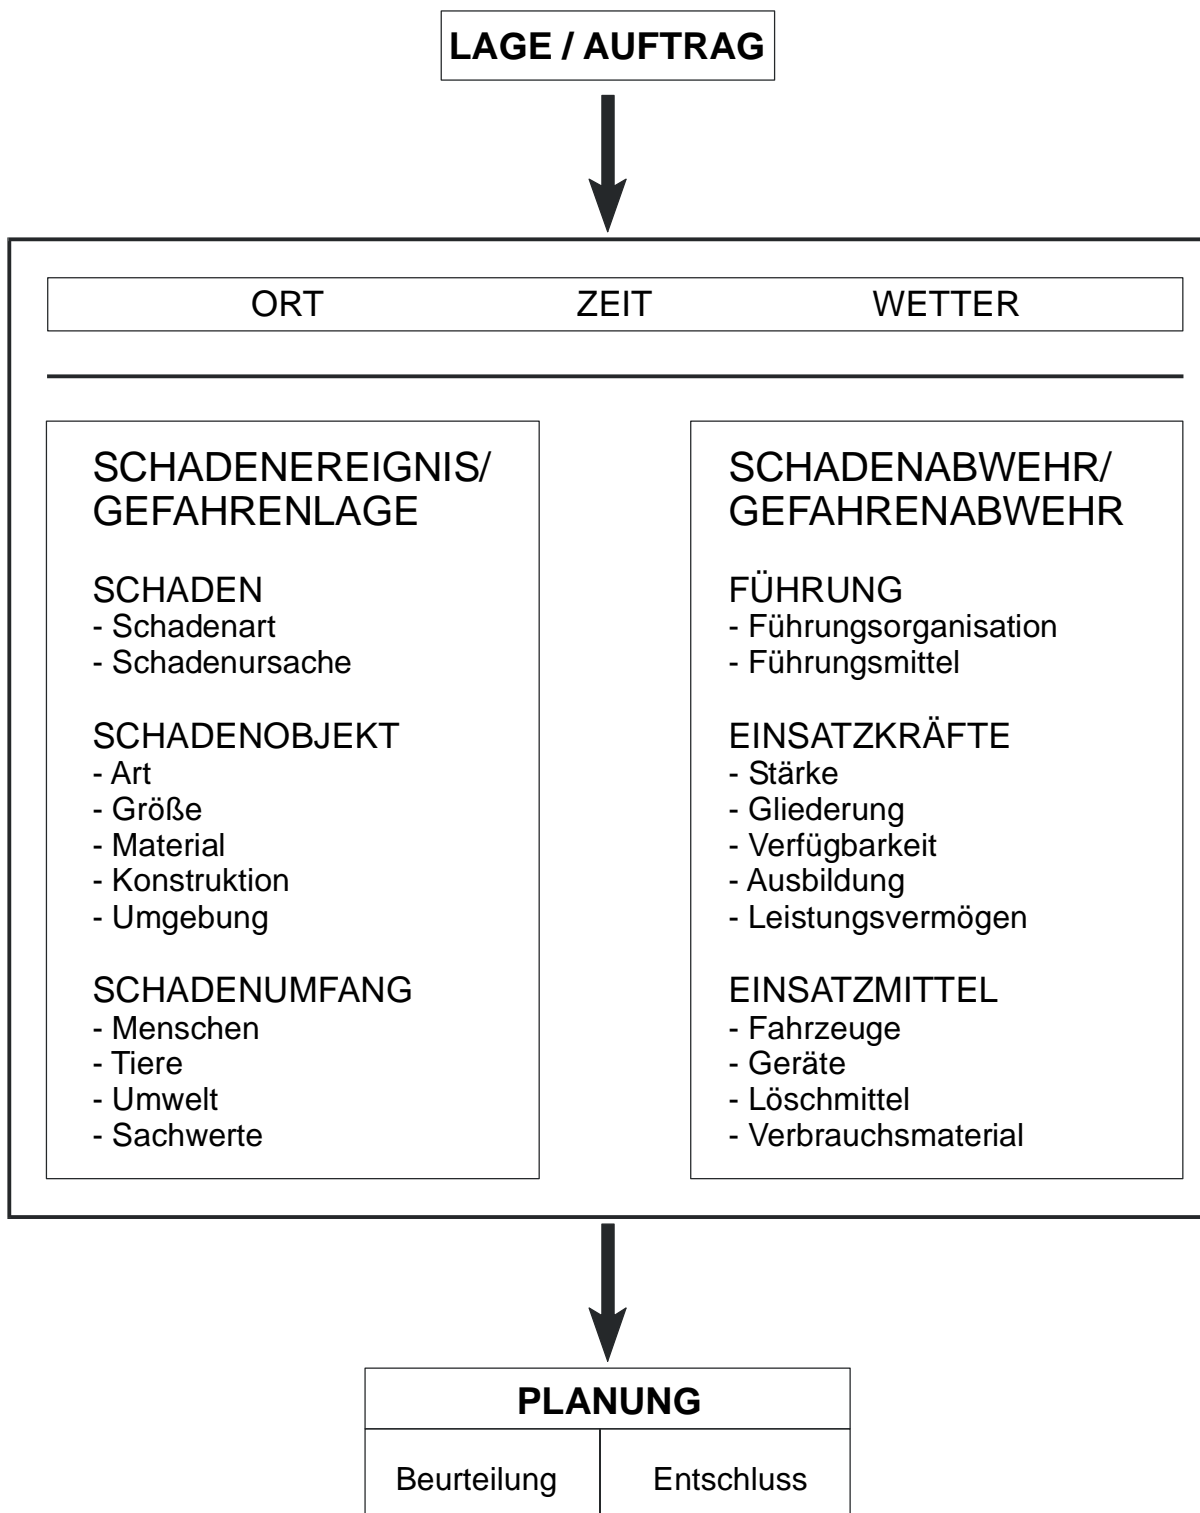 LAGE / AUFTRAG
ORT ZEIT WETTER
SCHADENEREIGNIS/
GEFAHRENLAGE
SCHADEN
- Schadenart
- Schadenursache
SCHADENOBJEKT
- Art
- Größe
- Material
- Konstruktion
- Umgebung
SCHADENUMFANG
- Menschen
- Tiere
- Umwelt
- Sachwerte
SCHADENABWEHR/
GEFAHRENABWEHR
FÜHRUNG
- Führungsorganisation
- Führungsmittel
EINSATZKRÄFTE
- Stärke
- Gliederung
- Verfügbarkeit
- Ausbildung
- Leistungsvermögen
EINSATZMITTEL
- Fahrzeuge
- Geräte
- Löschmittel
- Verbrauchsmaterial
PLANUNG
Beurteilung Entschluss